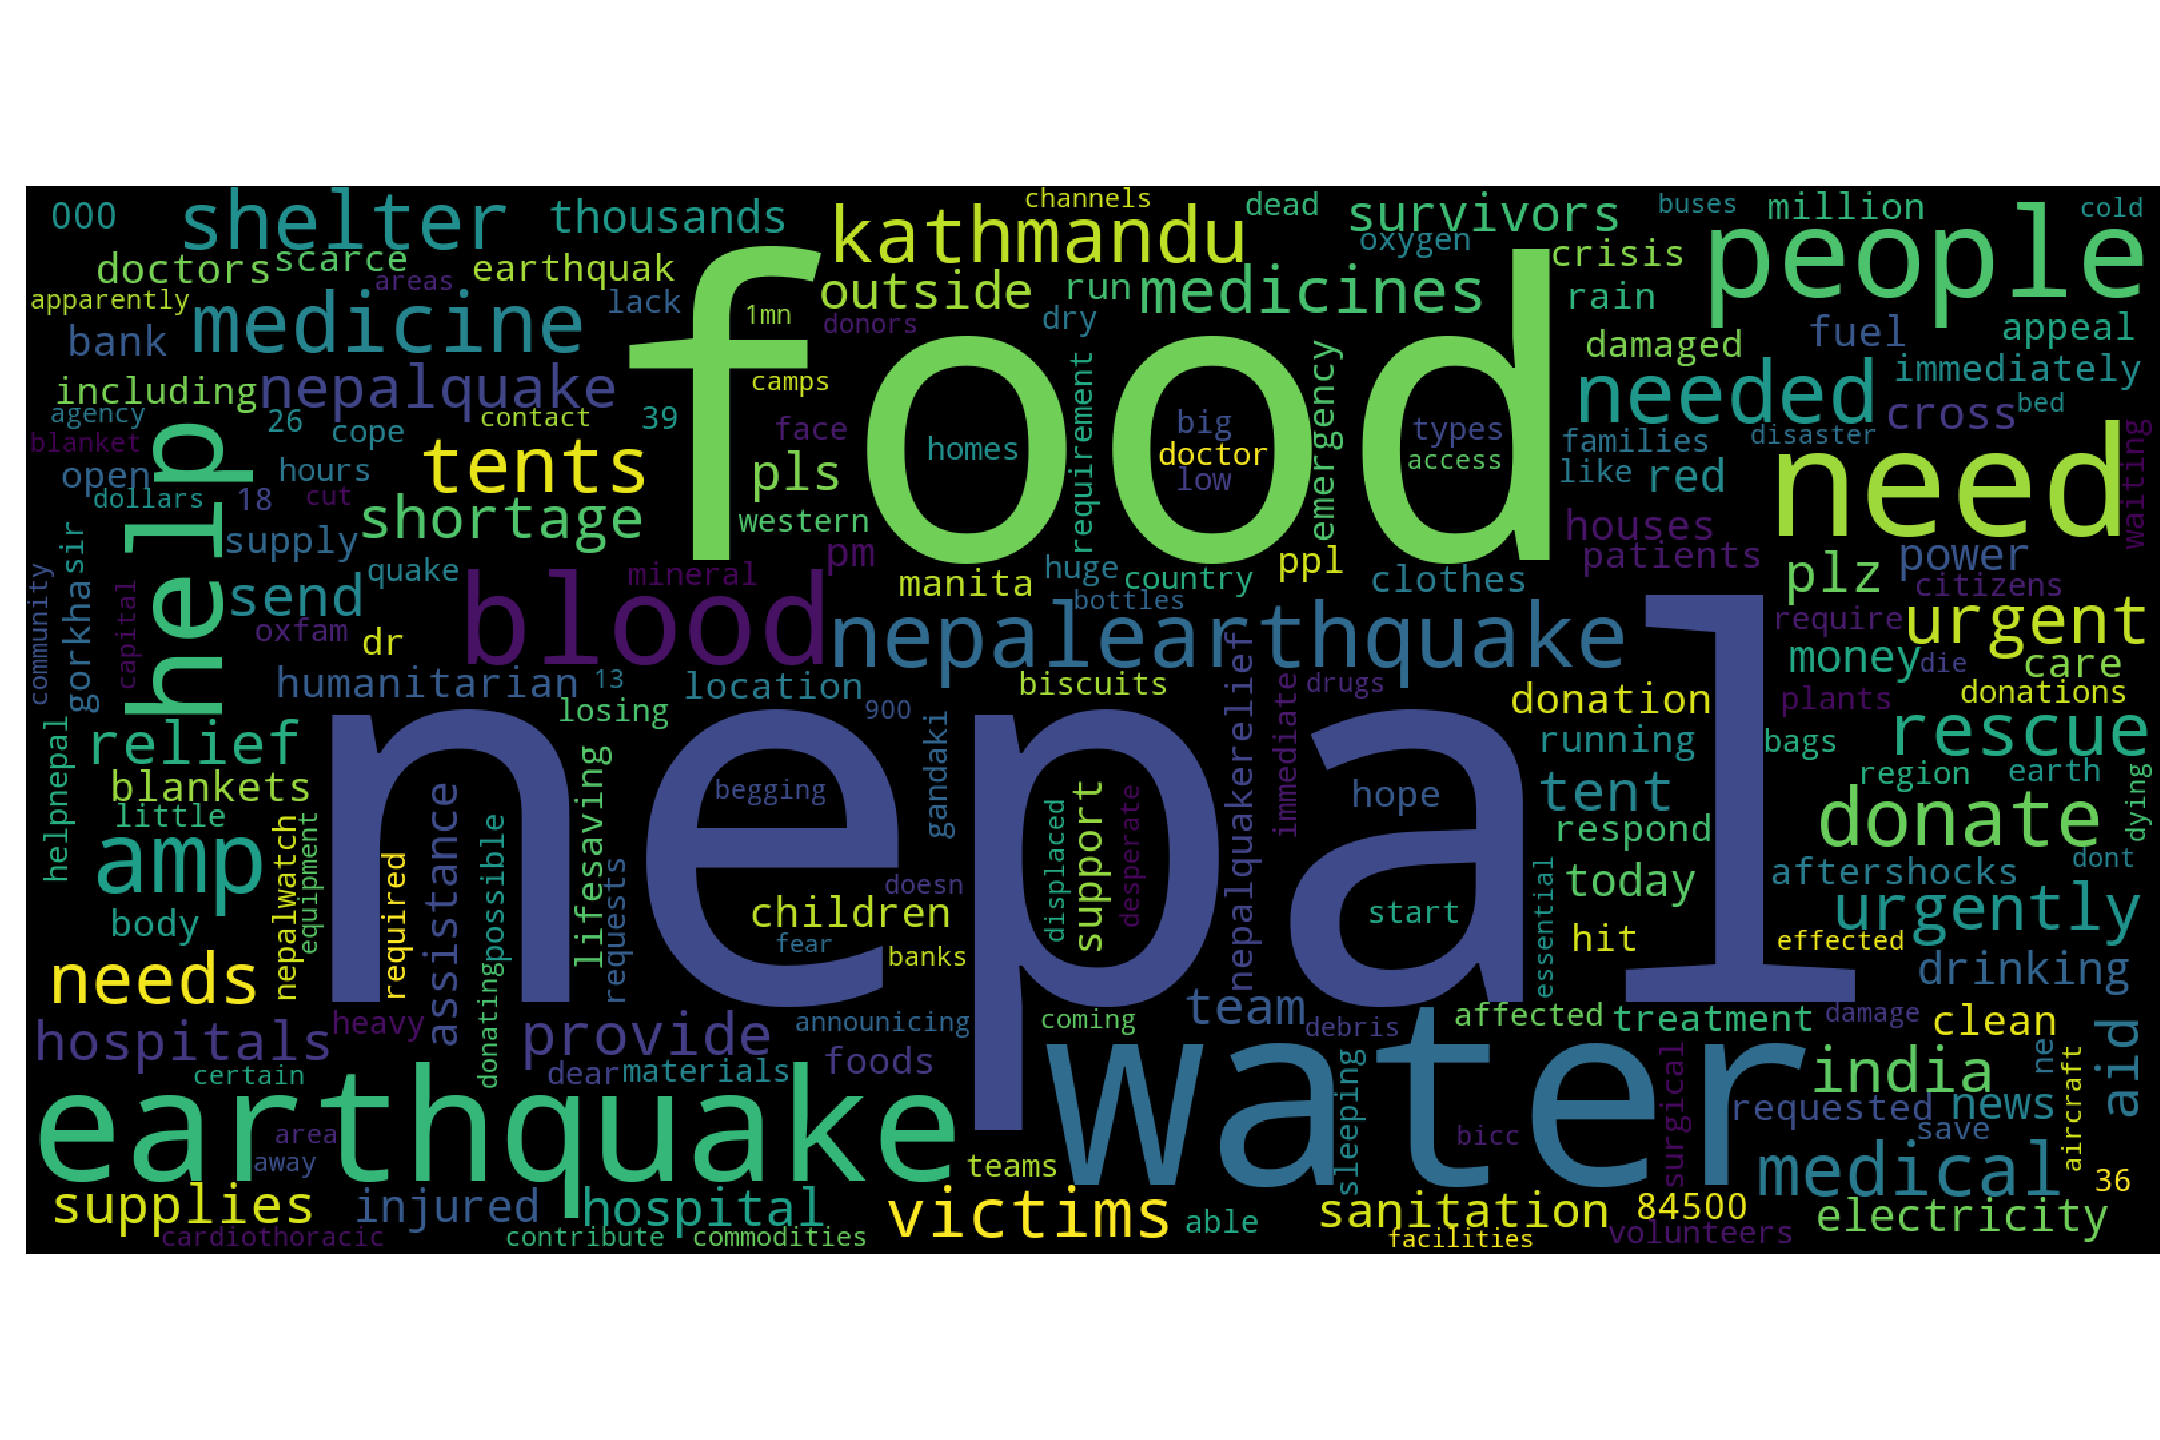 000
shelter
thousands
channels
dead
survivors
buses
million
cold
kathmandu
people
doctors
scarce
areas
earthquak
oxygen
crisis
apparently
medicine
lack
outside
run
medicines
rain
bank
1mn
donors
dry
food
damaged
fuel
appeal
including
nepalquake
camps
requirement
emergency
needed
immediately
agency
26
contact
39
face
big
types
cross
bed
blanket
help
cope
homes
doctor
access
families
disaster
waiting
open
hours
tents
pls
low
like
red
need
dollars
18
cut
shortage
western
houses
supply
pm
patients
power
sir
quake
mineral
manita
huge
country
ppl
clothes
plz
citizens
community
gorkha
capital
send
blood
bottles
require
urgent
oxfam
dr
nepalearthquake
money
die
care
humanitarian
13
location
biscuits
drugs
donation
plants
donations
losing
900
nepal
relief
gandaki
nepalquakerelief
immediate
running
bags
rescue
helpnepal
blankets
begging
hope
tent
region
earth
dying
little
assistance
possible
lifesaving
displaced
support
desperate
respond
donate
amp
nepalwatch
equipment
required
requests
doesn
today
aftershocks
dont
body
children
start
essential
urgently
fear
banks
hit
effected
needs
donating
drinking
hospitals
heavy
provide
announicing
coming
team
debris
affected
treatment
damage
clean
aid
certain
dear
materials
foods
water
india
ne
earthquake
sleeping
surgical
requested
news
aircraft
area
away
bicc
save
teams
medical
36
supplies
injured
hospital
victims
able
sanitation
84500
electricity
cardiothoracic
contribute
commodities
facilities
volunteers